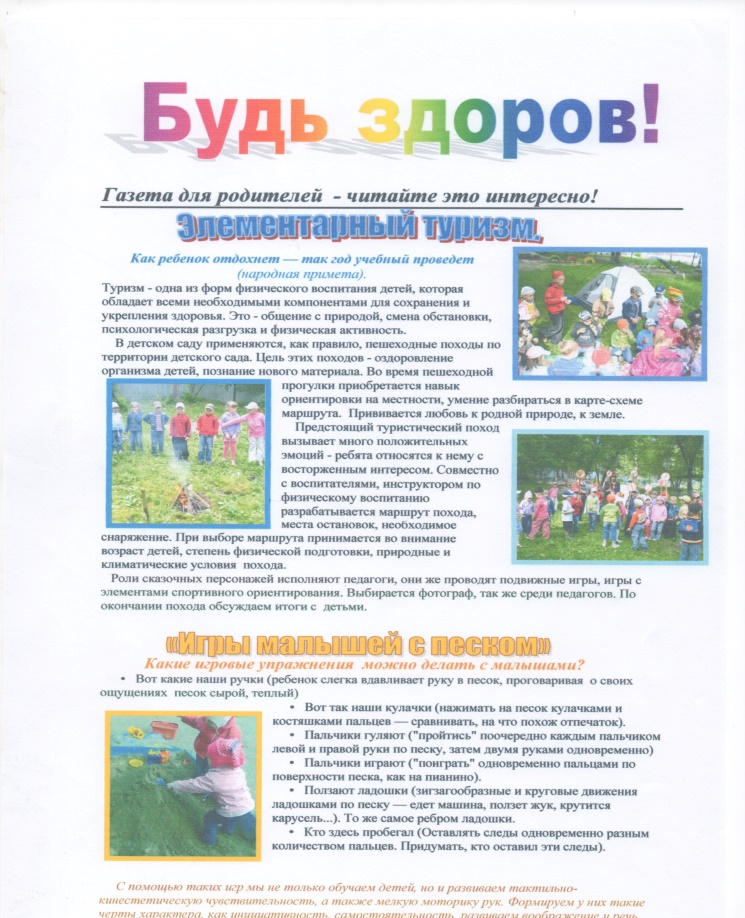 Будь здоров!
Газета для родителей - читайте это интересно!
Элементарный туризм.
Как ребенок отдохнет — так год учебный проведет
(народная примета).
Туризм - одна из форм физического воспитания детей, которая
обладает всеми необходимыми компонентами для сохранения и
укрепления здоровья. Это - общение с природой, смена обстановки,
психологическая разгрузка и физическая активность.
В детском саду применяются, как правило, пешеходные походы по
территории детского сада. Цель этих походов - оздоровление
организма детей, познание нового материала. Во время пешеходной
прогулки приобретается навык
ориентировки на местности, умение разбираться в карте-схеме
маршрута. Прививается любовь к родной природе, к земле.
Предстоящий туристический поход
вызывает много положительных
эмоций - ребята относятся к нему с
восторженным интересом. Совместно
с воспитателями, инструктором по
физическому воспитанию
разрабатывается маршрут похода,
места остановок, необходимое
снаряжение. При выборе маршрута принимается во внимание
возраст детей, степень физической подготовки, природные и
климатические условия похода.
Роли сказочных персонажей исполняют педагоги, они же проводят подвижные игры, игры с
элементами спортивного ориентирования. Выбирается фотограф, так же среди педагогов. По
окончании похода обсуждаем итоги с детьми.
«Игры малышей с песком»
Какие игровые упражнения можно делать с малышами?
• Вот какие наши ручки (ребенок слегка вдавливает руку в песок, проговаривая о своих
ощущениях песок сырой, теплый)
• Вот так наши кулачки (нажимать на песок кулачками и
костяшками пальцев — сравнивать, на что похож отпечаток).
• Пальчики гуляют ("пройтись" поочередно каждым пальчиком
левой и правой руки по песку, затем двумя руками одновременно)
• Пальчики играют ("поиграть" одновременно пальцами по
поверхности песка, как на пианино).
• Ползают ладошки (зигзагообразные и круговые движения
ладошками по песку — едет машина, ползет жук, крутится
карусель...). То же самое ребром ладошки.
• Кто здесь пробегал (Оставлять следы одновременно разным
количеством пальцев. Придумать, кто оставил эти следы).
С помощью таких игр мы не только обучаем детей, но и развиваем тактильно-
кинестетическую чувствительность, а также мелкую моторику рук. Формируем у них такие
черты характера, как инициативность, самостоятельность, развиваем воображение и речь.